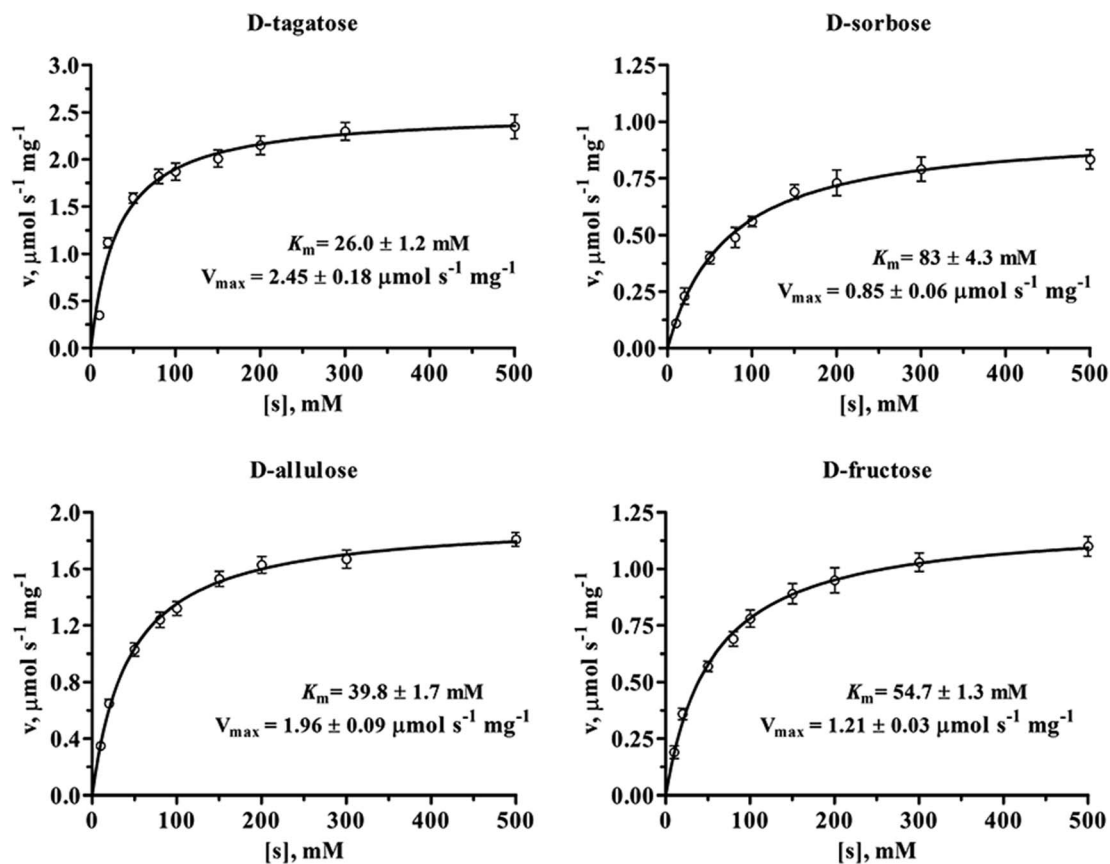 D-tagatose
v, μmol s⁻¹ mg⁻¹
3.0
2.5
2.0
1.5
1.0
0.5
0.0
Km= 26.0 ± 1.2 mM
Vmax = 2.45 ± 0.18 μmol s⁻¹ mg⁻¹
0 100 200 300 400 500
[s], mM
D-sorbose
v, μmol s⁻¹ mg⁻¹
1.25
1.00
0.75
0.50
0.25
0.00
Km = 83 ± 4.3 mM
Vmax = 0.85 ± 0.06 μmol s⁻¹ mg⁻¹
0 100 200 300 400 500
[s], mM
D-allulose
v, μmol s⁻¹ mg⁻¹
2.0
1.6
1.2
0.8
0.4
0.0
Km = 39.8 ± 1.7 mM
Vmax = 1.96 ± 0.09 μmol s⁻¹ mg⁻¹
0 100 200 300 400 500
[s], mM
D-fructose
v, μmol s⁻¹ mg⁻¹
1.25
1.00
0.75
0.50
0.25
0.00
Km = 54.7 ± 1.3 mM
Vmax = 1.21 ± 0.03 μmol s⁻¹ mg⁻¹
0 100 200 300 400 500
[s], mM